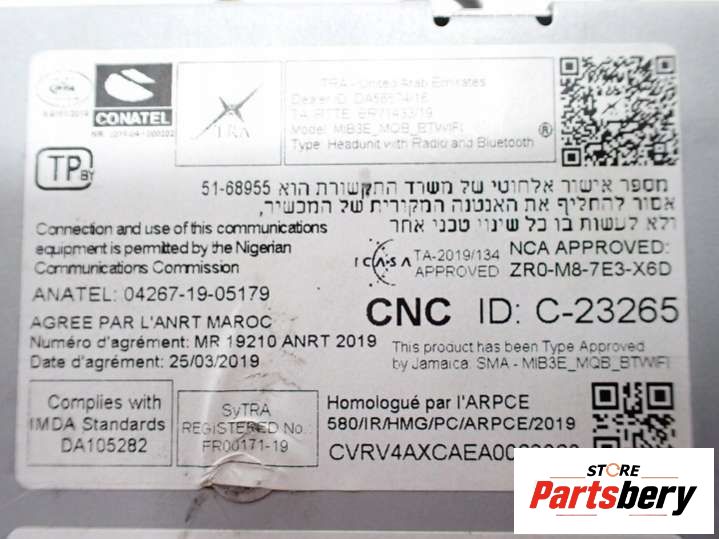 CONATEL
TRA
TRA - United Arab Emirates
Dealer ID: DA56574/16
TA RTTE: ER71433/19
Model: MIB3E_MQB_BTWIFI
Type: Headunit with Radio and Bluetooth
®
TP BY
מספר אישור אלחוטי של משרד התקשורת הוא 51-68955
אסור להחליף את האנטנה המקורית של המכשיר,
ולא לעשות בו כל שינוי טכני אחר
Connection and use of this communications
equipment is permitted by the Nigerian
Communications Commission
ICASA TA-2019/134
APPROVED
NCA APPROVED:
ZR0-M8-7E3-X6D
ANATEL: 04267-19-05179
CNC ID: C-23265
AGREE PAR L'ANRT MAROC
Numéro d'agrément: MR 19210 ANRT 2019
Date d'agrément: 25/03/2019
This product has been Type Approved
by Jamaica: SMA - MIB3E_MQB_BTWIFI
Complies with
IMDA Standards
DA105282
SyTRA
REGISTERED No.:
FR00171-19
Homologué par l'ARPCE
580/IR/HMG/PC/ARPCE/2019
STORE
Partsbery